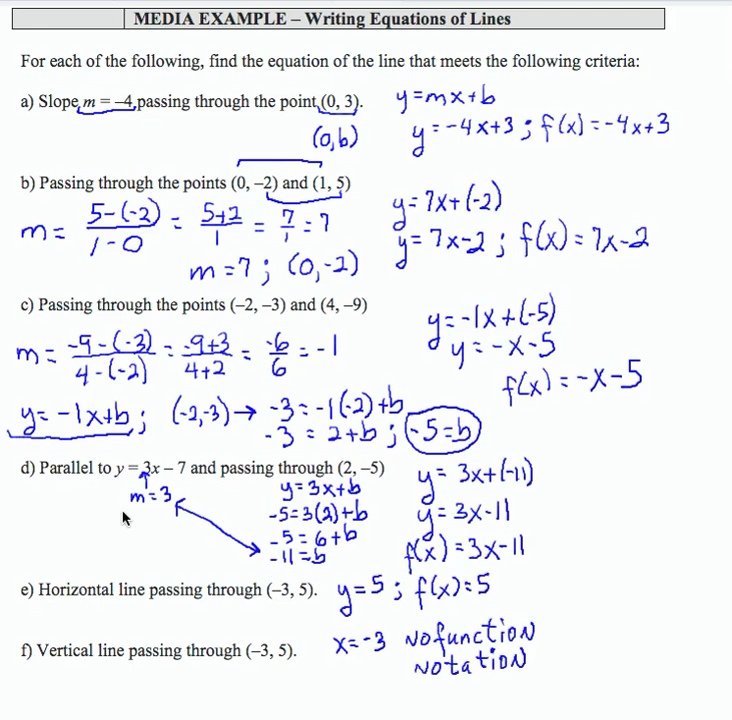 MEDIA EXAMPLE – Writing Equations of Lines
For each of the following, find the equation of the line that meets the following criteria:
a) Slope m = –4 passing through the point (0, 3). y=mx+b
(0,b) y=-4x+3; f(x)=-4x+3
b) Passing through the points (0, –2) and (1, 5)
m= 5-(-2)/1-0 = 5+2/1 = 7/1 = 7 y=7x+(-2)
m=7; (0,-2) y=7x-2; f(x)=7x-2
c) Passing through the points (–2, –3) and (4, –9) y=-1x+(-5)
m= -9-(-3)/4-(-2) = -9+3/4+2 = -6/6 = -1 y=-x-5
f(x)=-x-5
y=-1x+b; (-2,-3)→ -3=-1(-2)+b
-3=2+b; -5=b
d) Parallel to y = 3x – 7 and passing through (2, –5) y=3x+(-11)
m=3 y=3x+b
-5=3(2)+b y=3x-11
-5=6+b
-11=b f(x)=3x-11
e) Horizontal line passing through (–3, 5). y=5; f(x)=5
f) Vertical line passing through (–3, 5). x=-3 No function
Notation